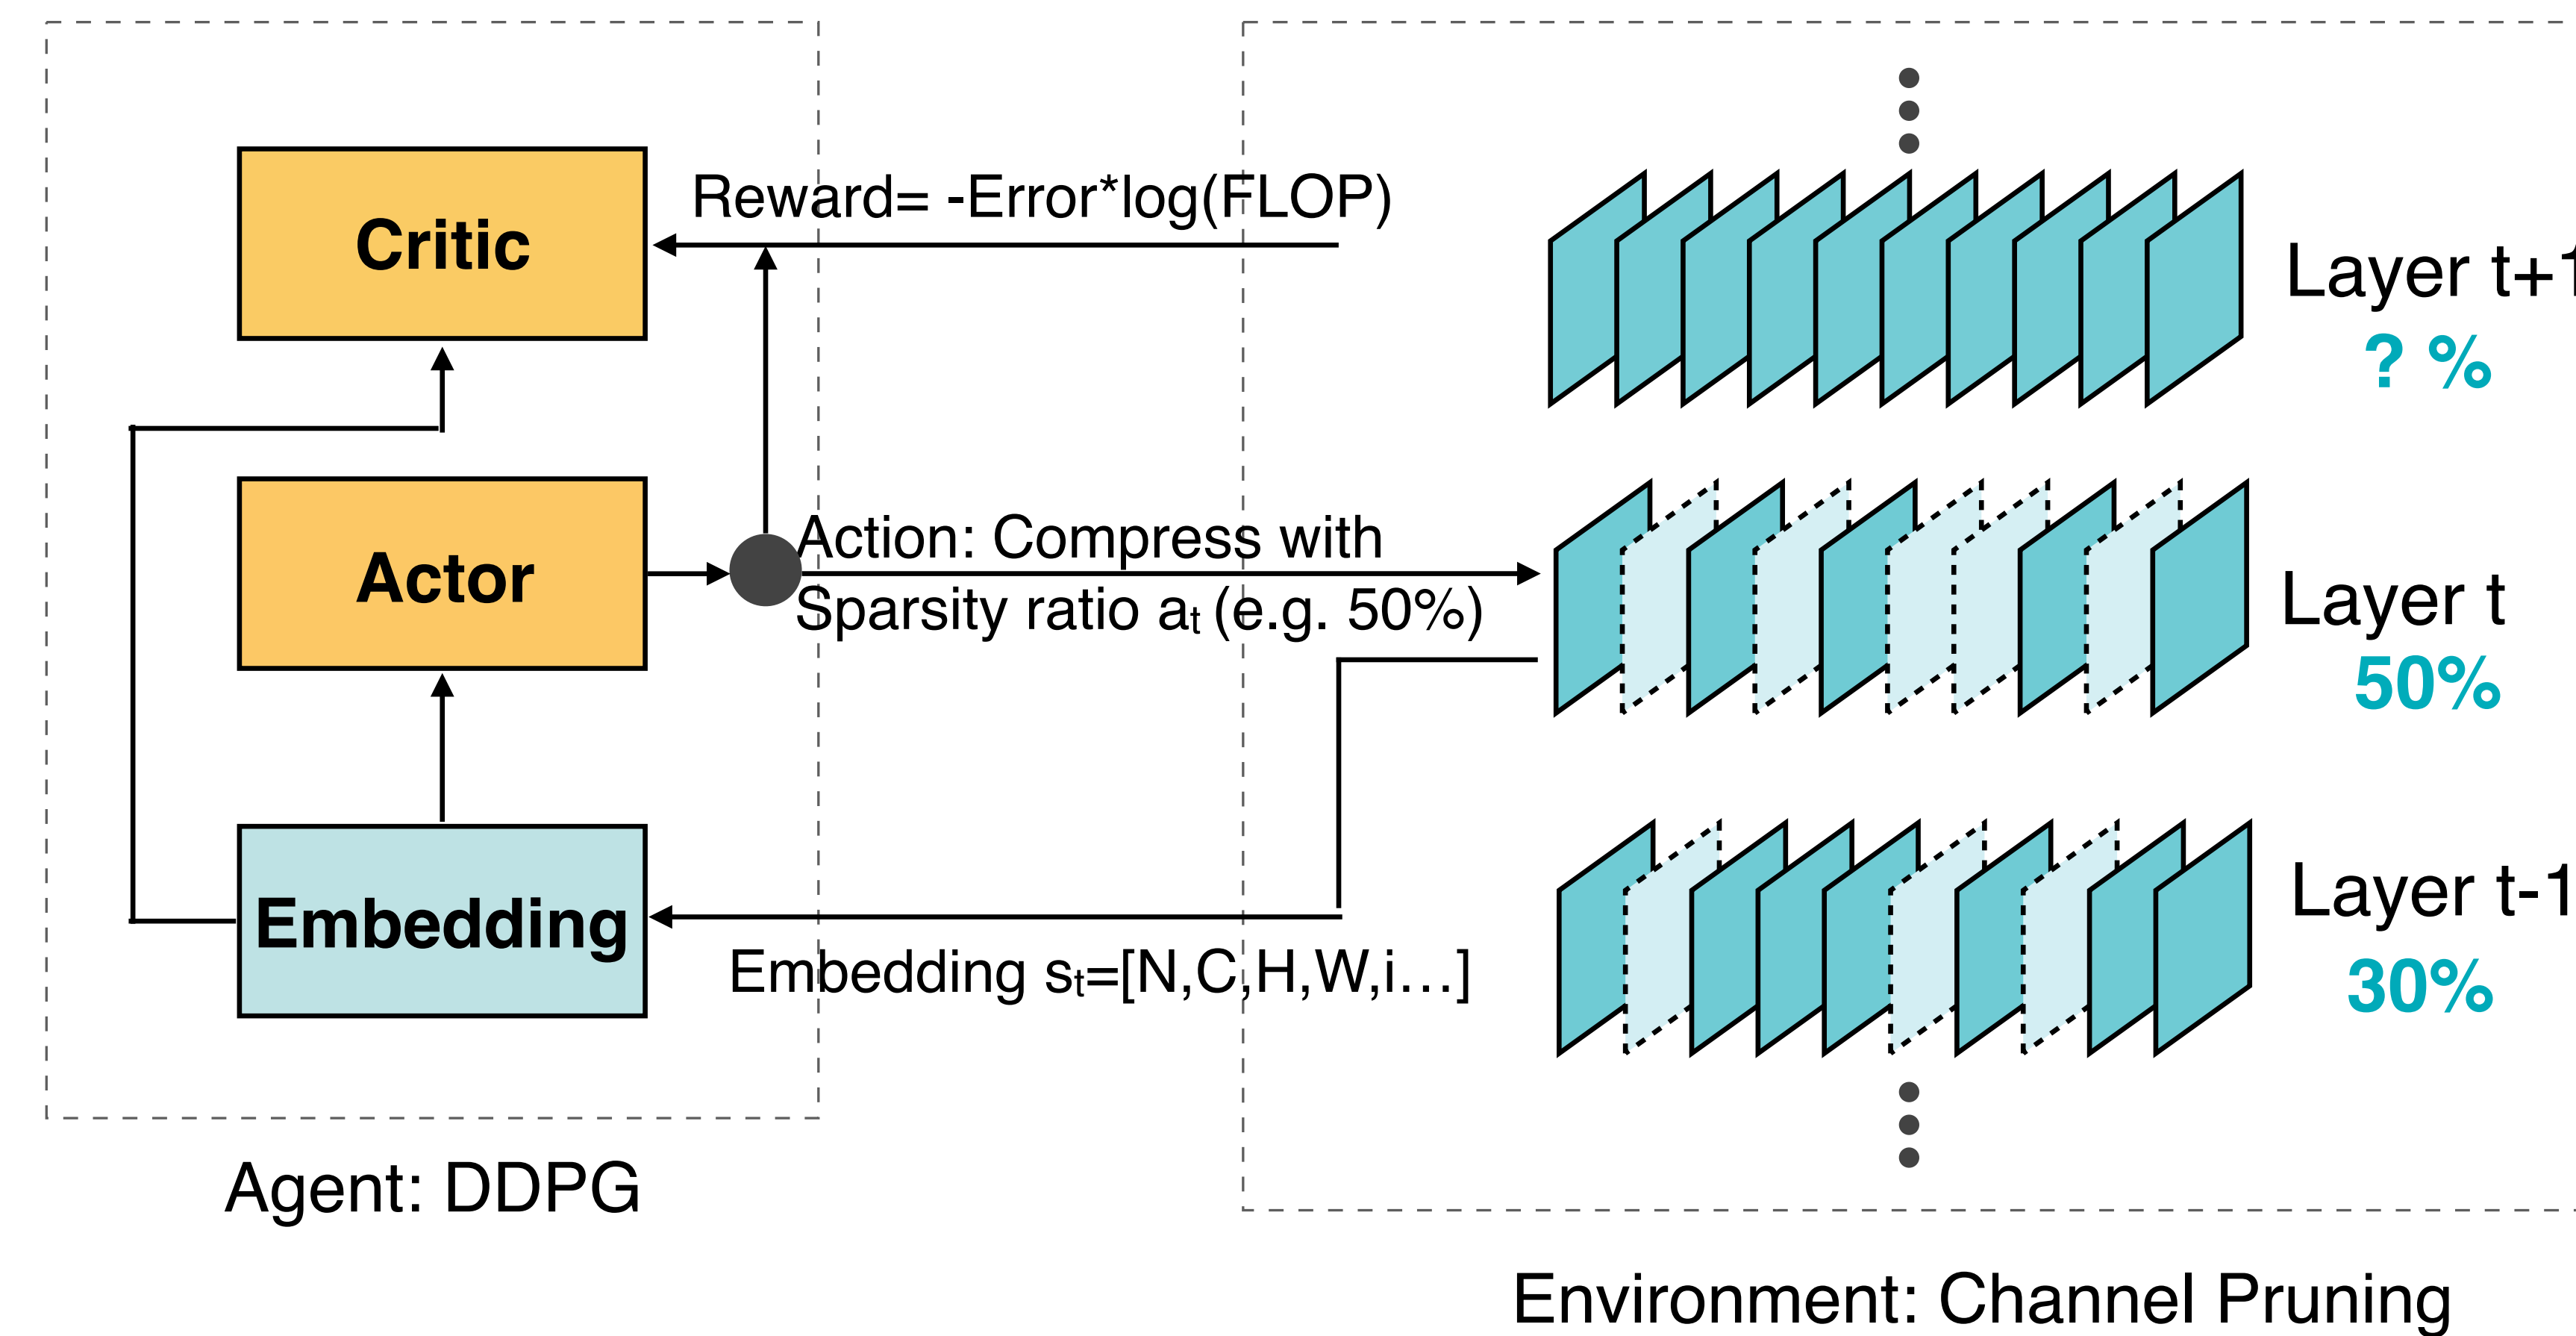 Critic
Reward= -Error*log(FLOP)
Layer t+1
? %
Actor
Action: Compress with
Sparsity ratio at (e.g. 50%)
Layer t
50%
Embedding
Embedding st=[N,C,H,W,i…]
Layer t-1
30%
Agent: DDPG
Environment: Channel Pruning